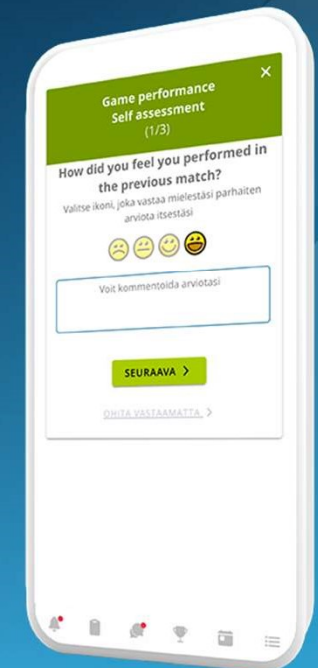 Game performance
Self assessment
(1/3)
How did you feel you performed in
the previous match?
Valitse ikoni, joka vastaa mielestäsi parhaiten
arviota itsestäsi
Voit kommentoida arviotasi
SEURAAVA
OHITA VASTAAMATTA